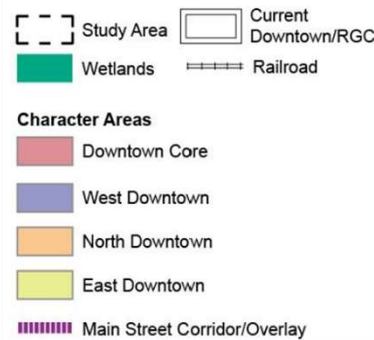 Study Area
Current
Downtown/RGC
Wetlands
Railroad
Character Areas
Downtown Core
West Downtown
North Downtown
East Downtown
Main Street Corridor/Overlay